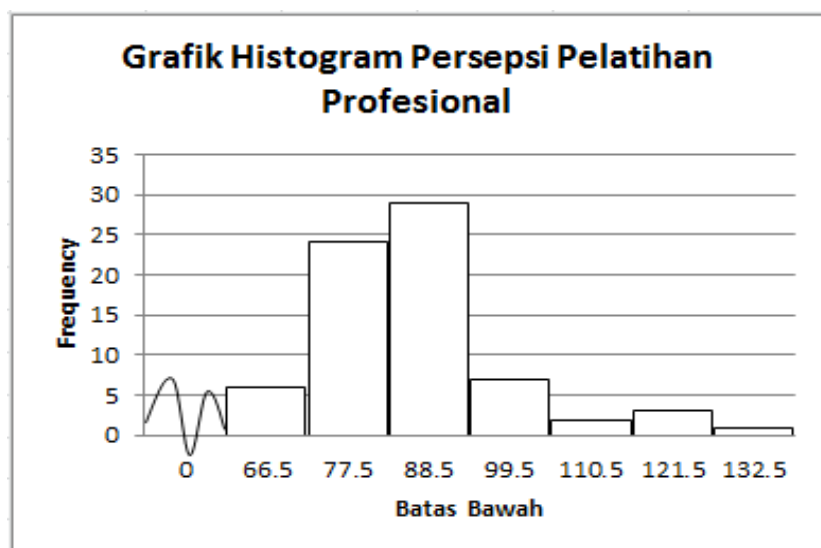 Grafik Histogram Persepsi Pelatihan
Profesional
35
30
25
20
15
10
5
0
Frequency
0 66.5 77.5 88.5 99.5 110.5 121.5 132.5
Batas Bawah